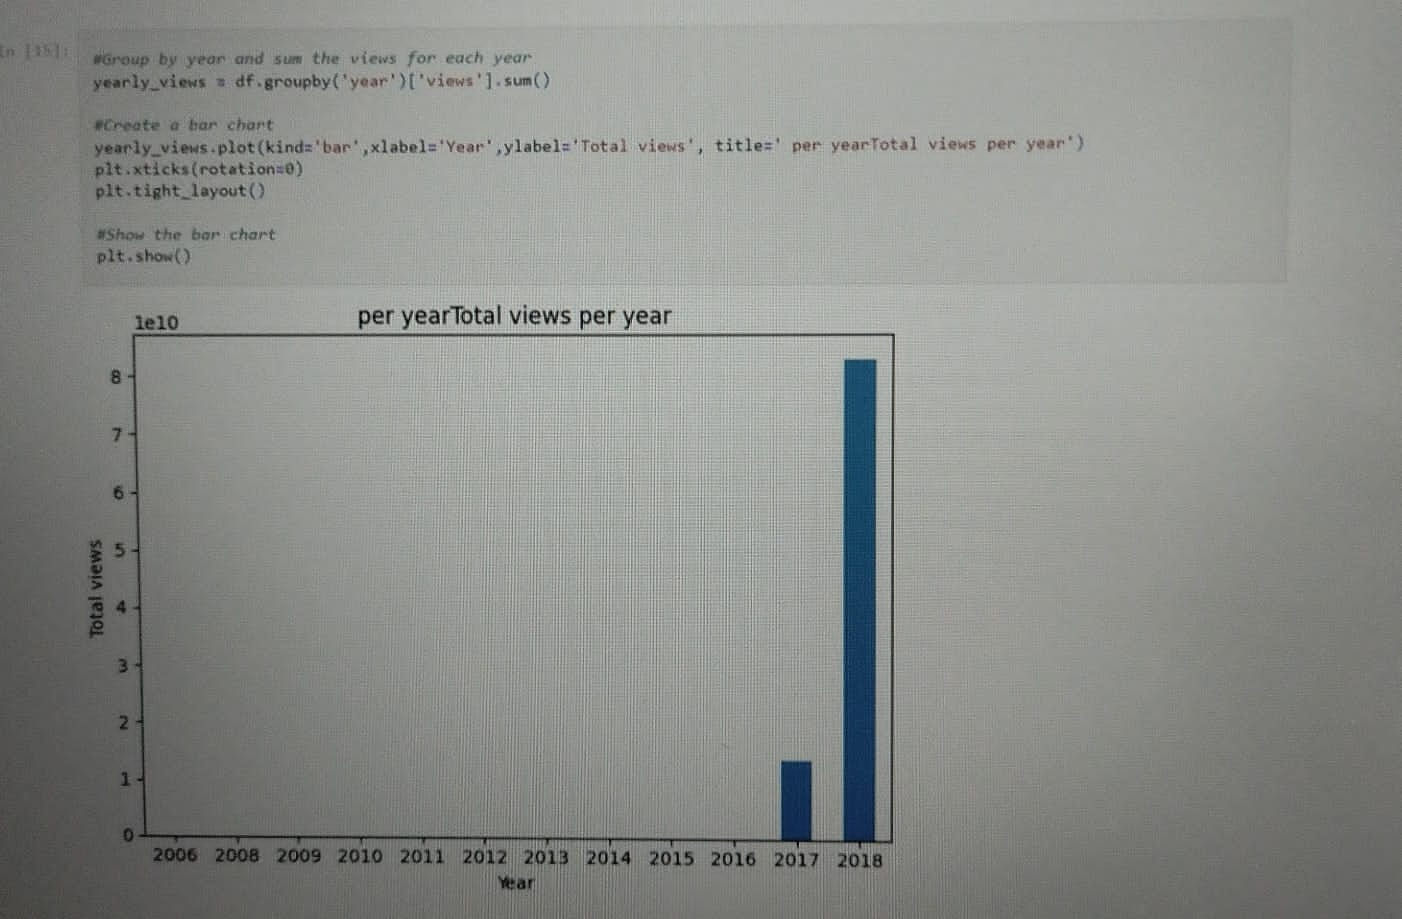 In [15]:
#Group by year and sum the views for each year
yearly_views = df.groupby('year')['views'].sum()
#Create a bar chart
yearly_views.plot(kind='bar',xlabel='Year',ylabel='Total views', title=' per yearTotal views per year')
plt.xticks(rotation=0)
plt.tight_layout()
#Show the bar chart
plt.show()
per yearTotal views per year
1e10
8
7
6
5
4
3
2
1
0
Total views
2006 2008 2009 2010 2011 2012 2013 2014 2015 2016 2017 2018
Year